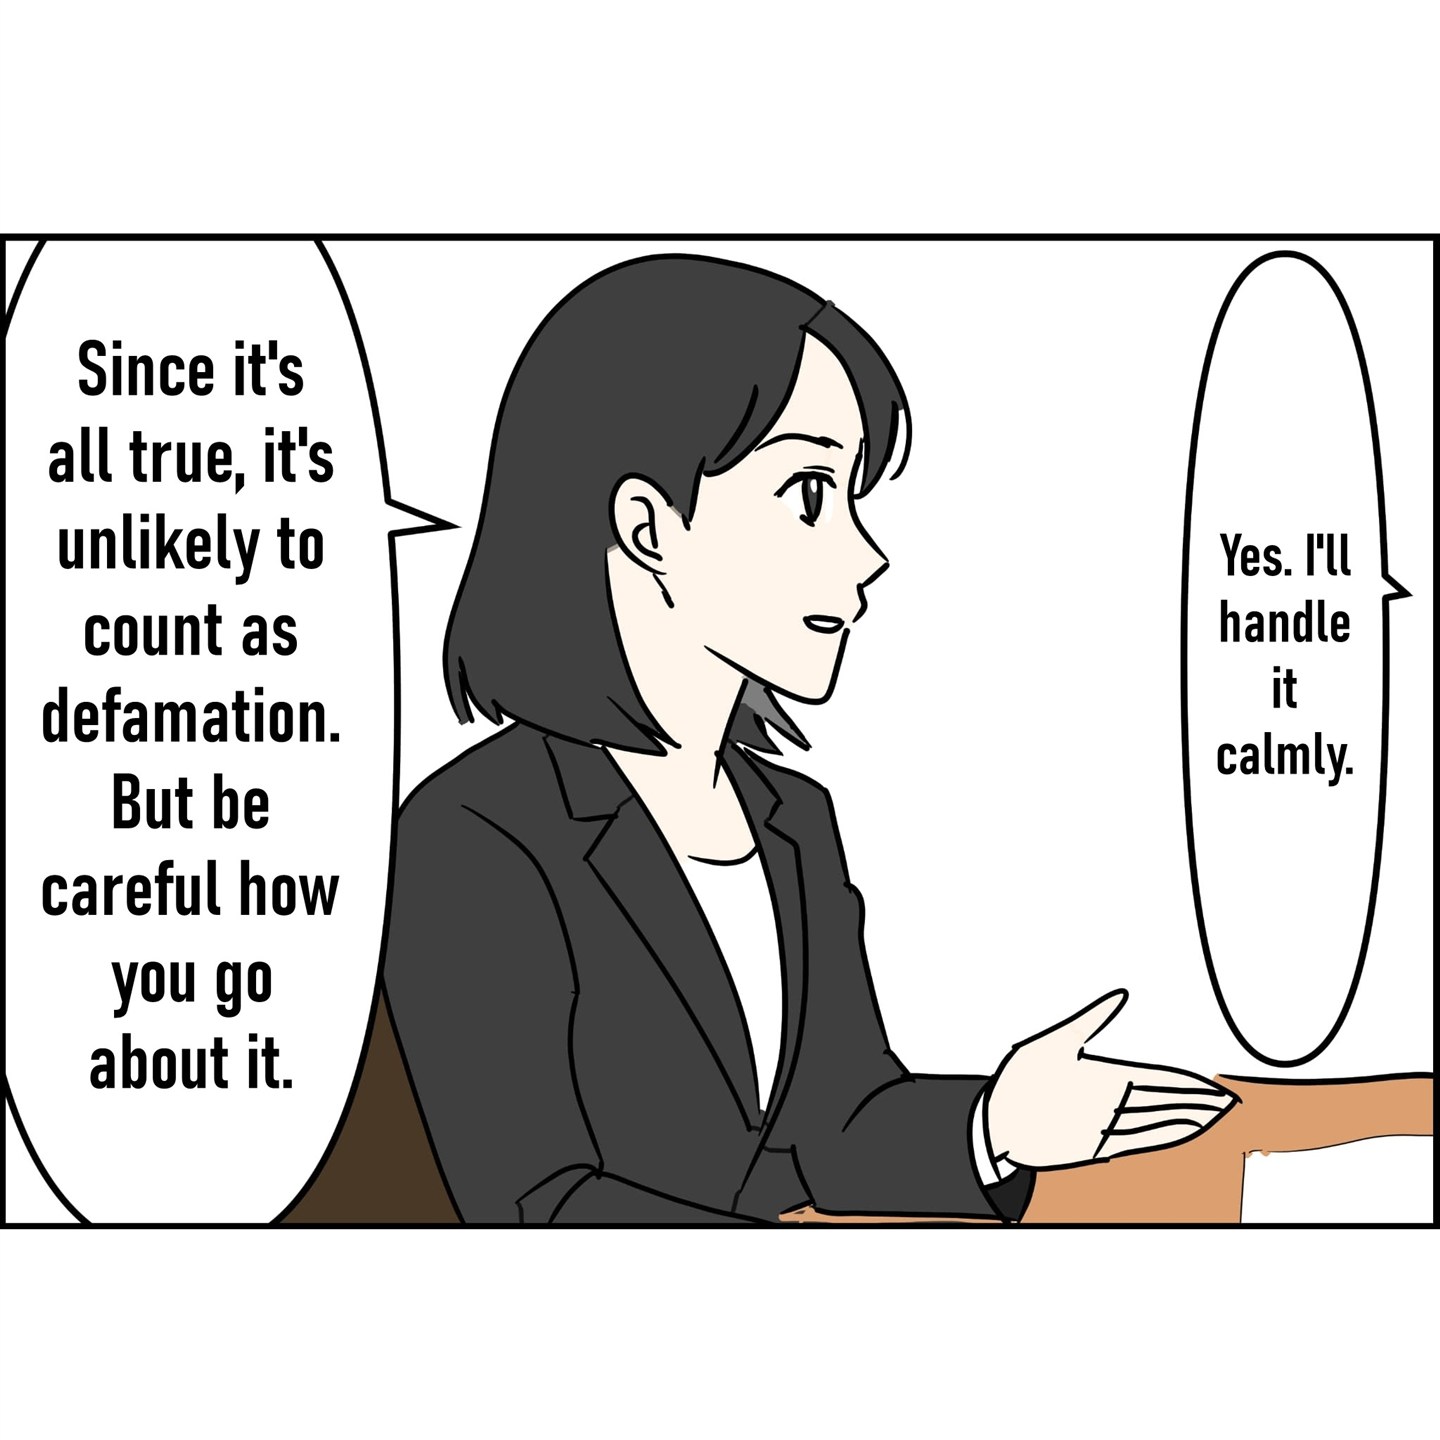 Since it's
all true, it's
unlikely to
count as
defamation.
But be
careful how
you go
about it.
Yes. I'll
handle
it
calmly.